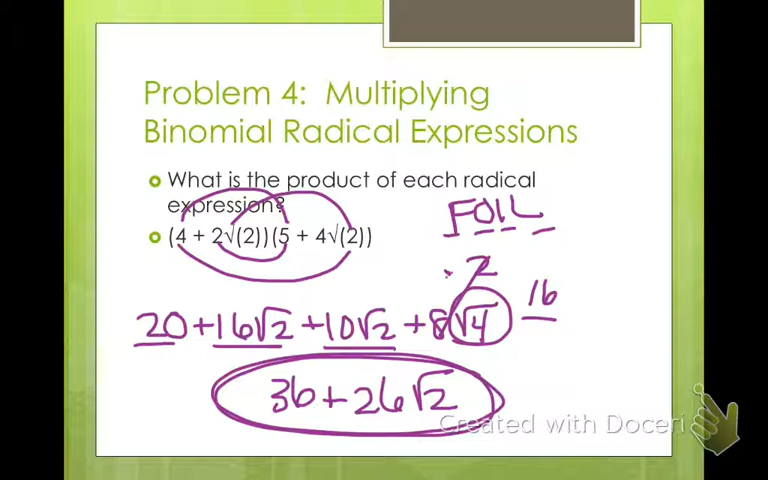 Problem 4: Multiplying
Binomial Radical Expressions
What is the product of each radical
expression?
(4 + 2√(2))(5 + 4√(2))
FOIL
2
20 + 16√2 + 10√2 + 8√4 16
36 + 26√2
Created with Doceri